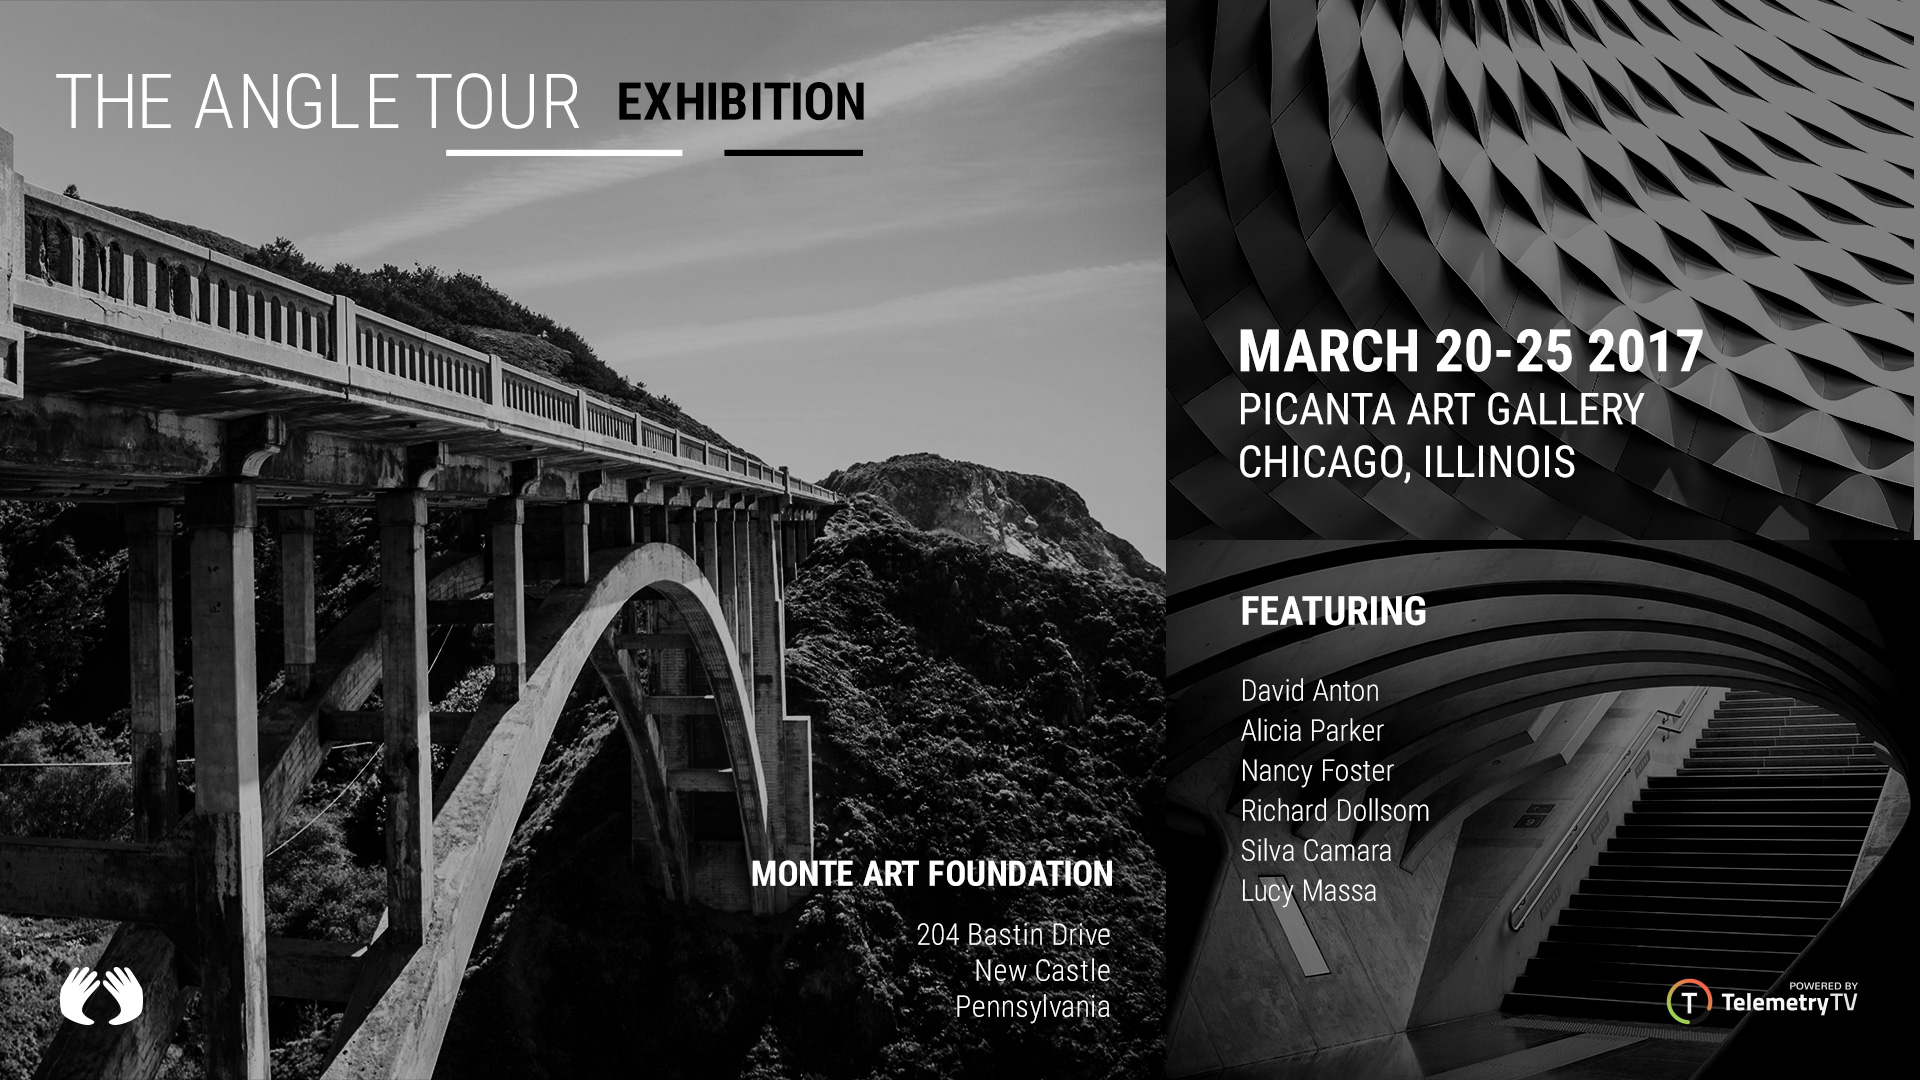 THE ANGLE TOUR EXHIBITION
MARCH 20-25 2017
PICANTA ART GALLERY
CHICAGO, ILLINOIS
FEATURING
David Anton
Alicia Parker
Nancy Foster
Richard Dollsom
Silva Camara
Lucy Massa
MONTE ART FOUNDATION
204 Bastin Drive
New Castle
Pennsylvania
POWERED BY
T TelemetryTV